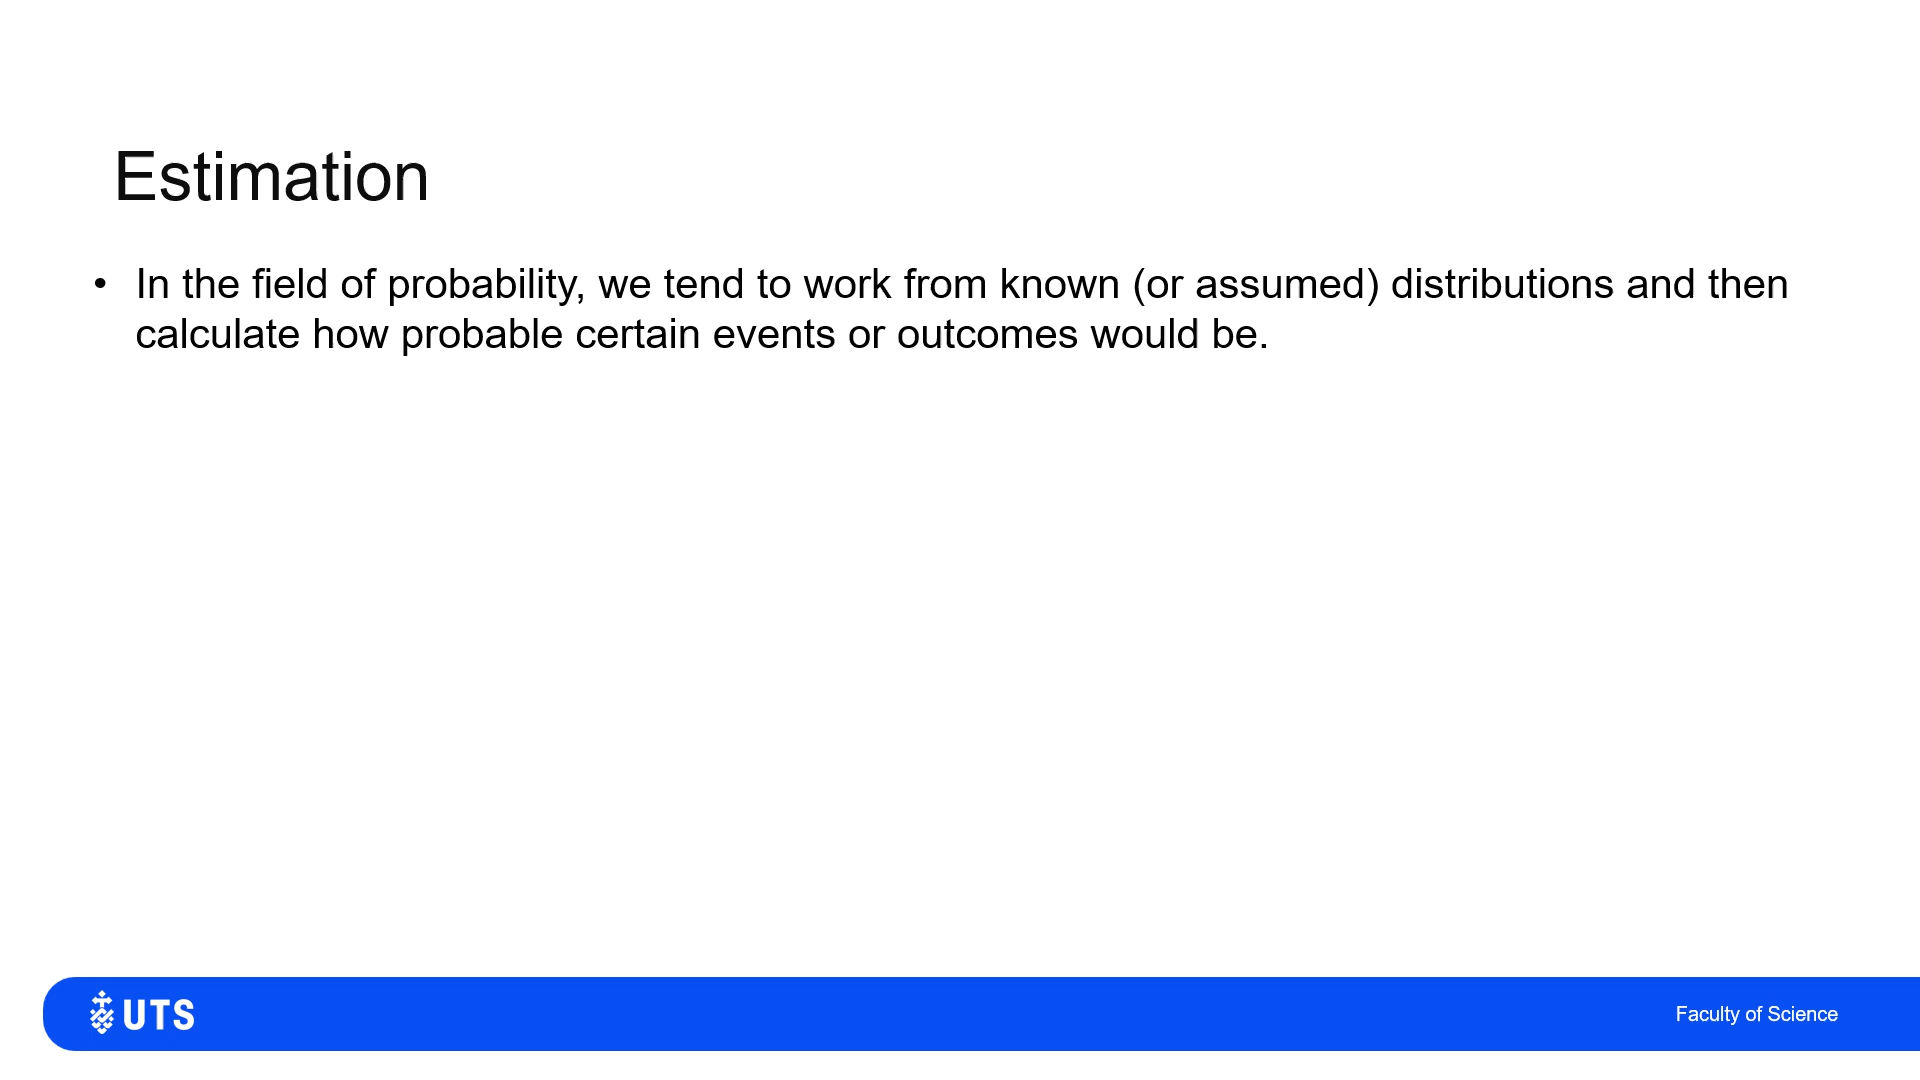 Estimation
• In the field of probability, we tend to work from known (or assumed) distributions and then
calculate how probable certain events or outcomes would be.
UTS
Faculty of Science